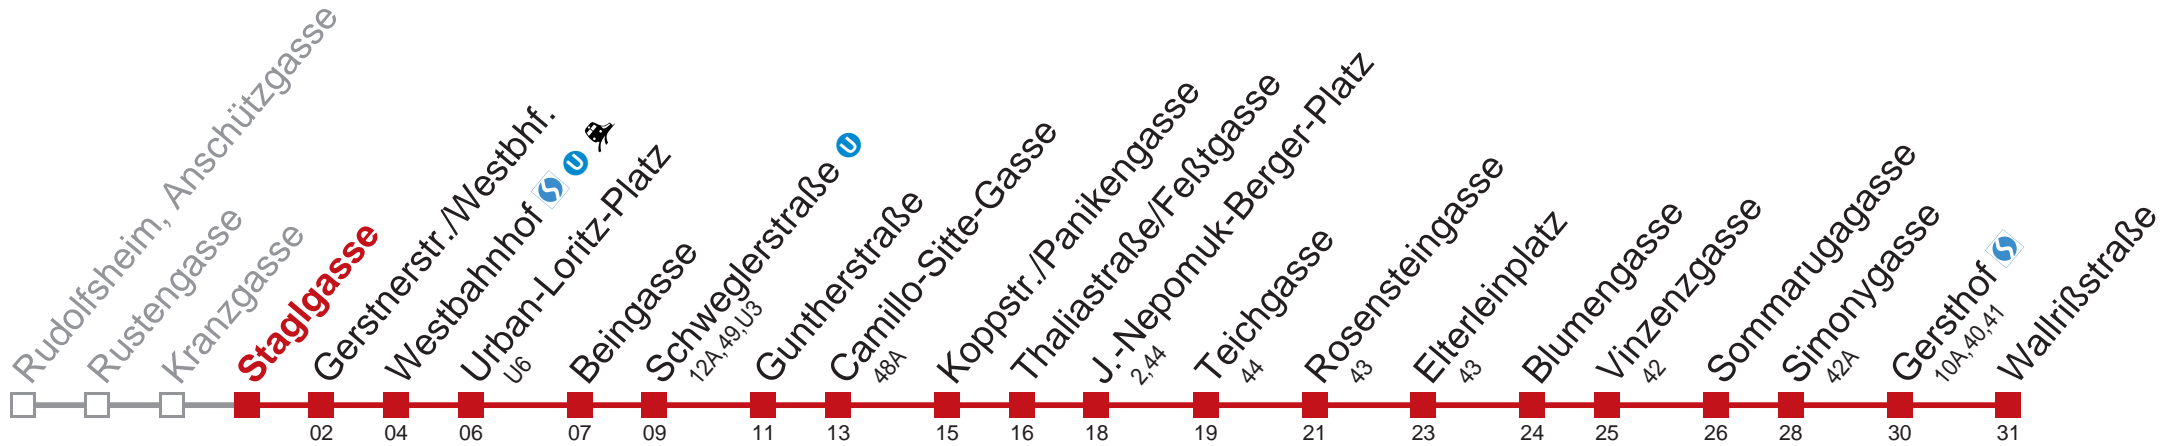 Rudolfsheim, Anschützgasse
Rustengasse
Kranzgasse
Staglgasse
Gerstnerstr./Westbhf.
Westbahnhof S U
Urban-Loritz-Platz
U6
Beingasse
Schweglerstraße U
12A,49,U3
Guntherstraße
Camillo-Sitte-Gasse
48A
Koppstr./Panikengasse
Thaliastraße/Feßtgasse
J.-Nepomuk-Berger-Platz
2,44
Teichgasse
44
Rosensteingasse
43
Elterleinplatz
43
Blumengasse
Vinzenzgasse
42
Sommarugagasse
Simonygasse
42A
Gersthof S
10A,40,41
Wallrißstraße
02 04 06 07 09 11 13 15 16 18 19 21 23 24 25 26 28 30 31